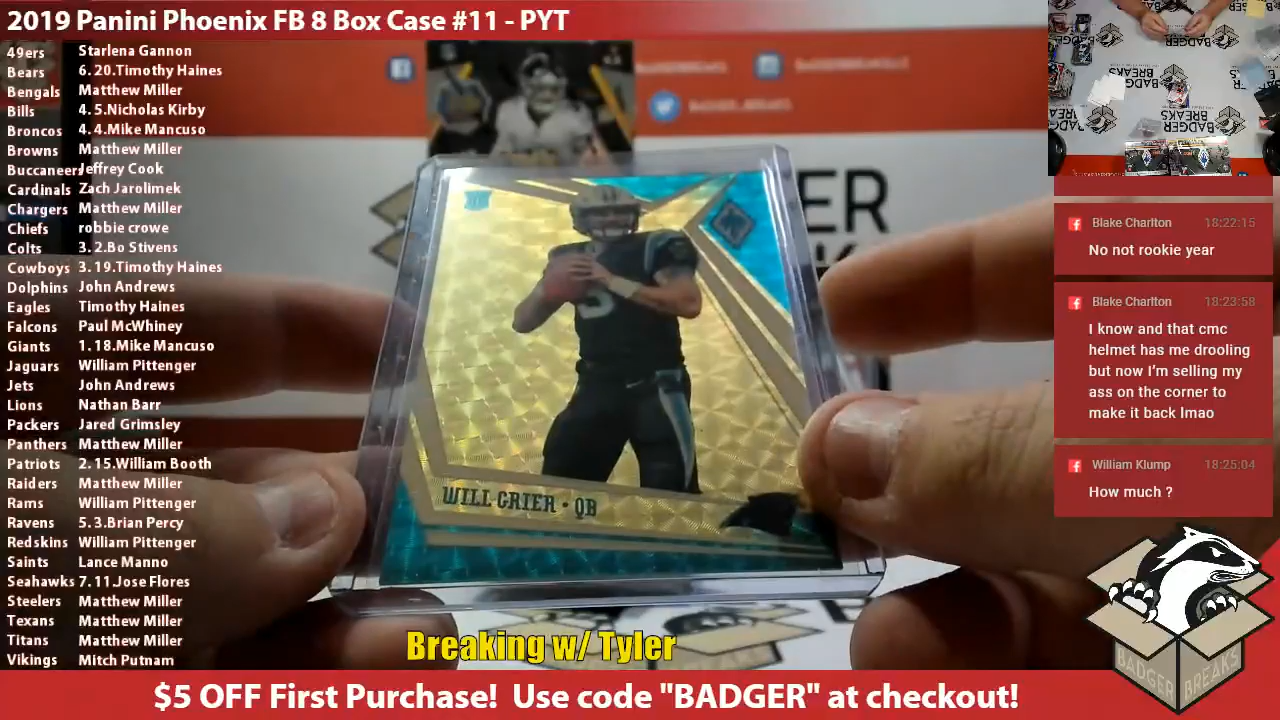 2019 Panini Phoenix FB 8 Box Case #11 - PYT
49ers Starlena Gannon
Bears 6. 20.Timothy Haines
Bengals Matthew Miller
Bills 4. 5.Nicholas Kirby
Broncos 4. 4.Mike Mancuso
Browns Matthew Miller
Buccaneers Jeffrey Cook
Cardinals Zach Jarolimek
Chargers Matthew Miller
Chiefs robbie crowe
Colts 3. 2.Bo Stivens
Cowboys 3. 19.Timothy Haines
Dolphins John Andrews
Eagles Timothy Haines
Falcons Paul McWhiney
Giants 1. 18.Mike Mancuso
Jaguars William Pittenger
Jets John Andrews
Lions Nathan Barr
Packers Jared Grimsley
Panthers Matthew Miller
Patriots 2. 15.William Booth
Raiders Matthew Miller
Rams William Pittenger
Ravens 5. 3.Brian Percy
Redskins William Pittenger
Saints Lance Manno
Seahawks 7. 11.Jose Flores
Steelers Matthew Miller
Texans Matthew Miller
Titans Matthew Miller
Vikings Mitch Putnam
WILL GRIER • QB
Breaking w/ Tyler
Blake Charlton 18:22:15
No not rookie year
Blake Charlton 18:23:58
I know and that cmc
helmet has me drooling
but now I'm selling my
ass on the corner to
make it back lmao
William Klump 18:25:04
How much ?
BADGER BREAKS
$5 OFF First Purchase! Use code "BADGER" at checkout!